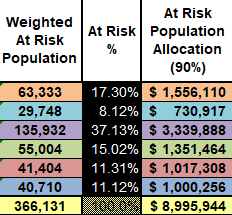 Weighted At Risk Population | At Risk % | At Risk Population Allocation (90%)
63,333 17.30% $ 1,556,110
29,748 8.12% $ 730,917
135,932 37.13% $ 3,339,888
55,004 15.02% $ 1,351,464
41,404 11.31% $ 1,017,308
40,710 11.12% $ 1,000,256
366,131 $ 8,995,944